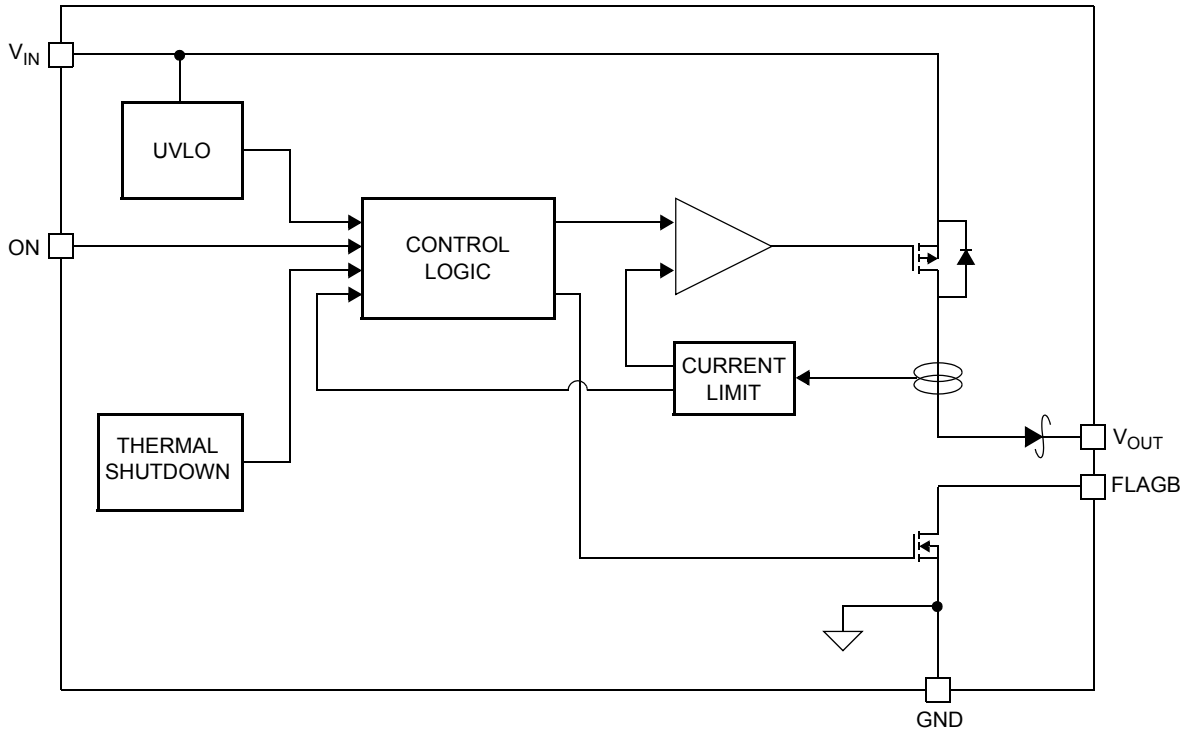 VIN
UVLO
ON
CONTROL
LOGIC
CURRENT
LIMIT
THERMAL
SHUTDOWN
VOUT
FLAGB
GND